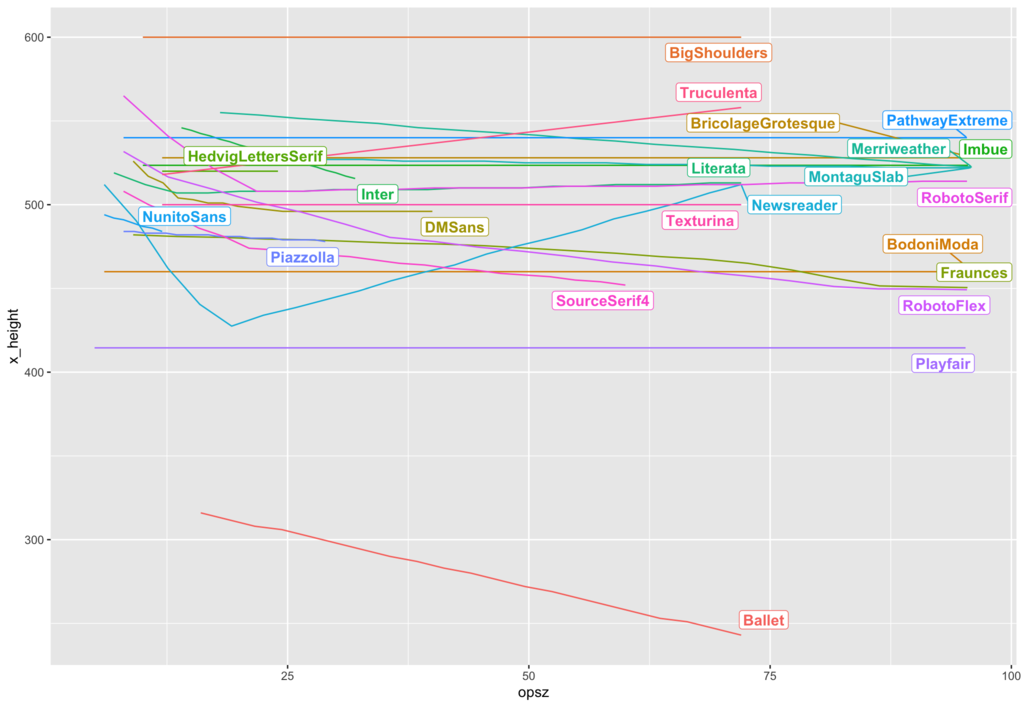 600
BigShoulders
Truculenta
BricolageGrotesque
PathwayExtreme
HedvigLettersSerif
Merriweather
Imbue
Literata
MontaguSlab
Inter
RobotoSerif
500
NunitoSans
Newsreader
DMSans
Texturina
Piazzolla
BodoniModa
Fraunces
SourceSerif4
RobotoFlex
x_height
400
Playfair
300
Ballet
25
50
75
100
opsz